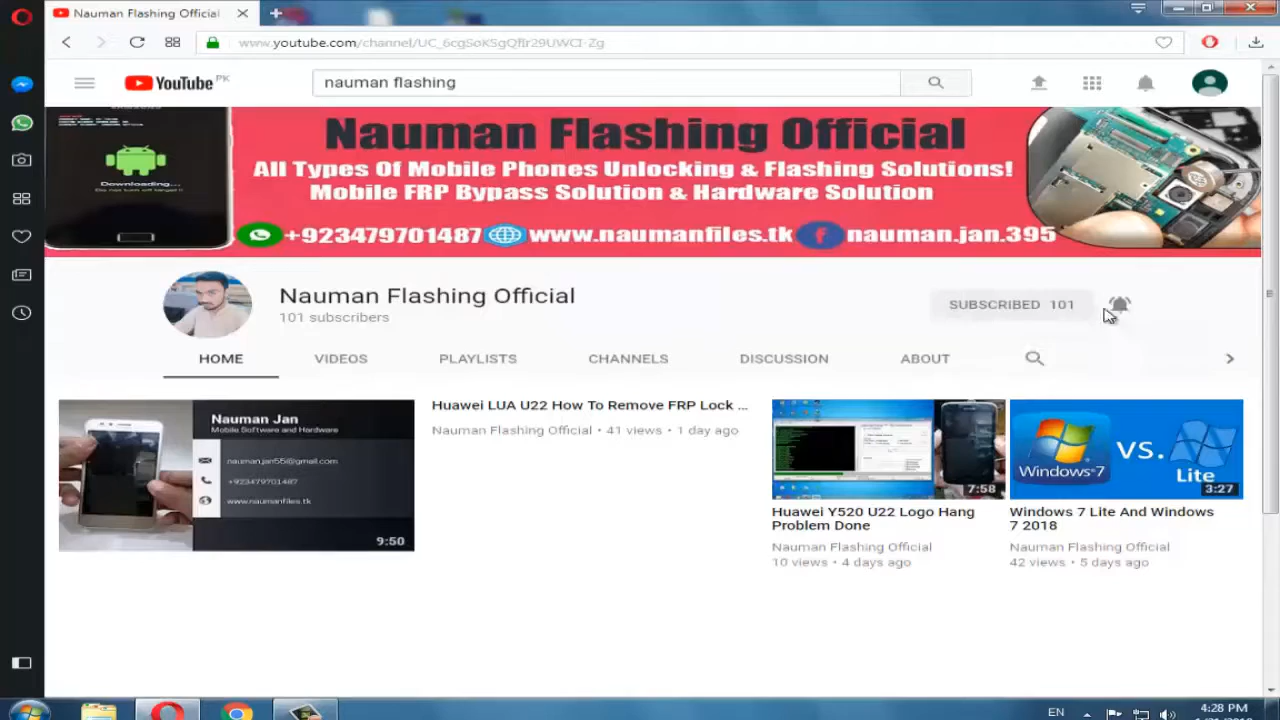 Nauman Flashing Official
www.youtube.com/channel/
YouTube PK
nauman flashing
Downloading...
Do not turn off target!!
Nauman Flashing Official
All Types Of Mobile Phones Unlocking & Flashing Solutions!
Mobile FRP Bypass Solution & Hardware Solution
+923479701487 www.naumanfiles.tk nauman.jan.395
Nauman Flashing Official
101 subscribers
SUBSCRIBED 101
HOME VIDEOS PLAYLISTS CHANNELS DISCUSSION ABOUT
Nauman Jan
Mobile Software and Hardware
nauman.jan55@gmail.com
+923479701487
www.naumanfiles.tk
9:50
Huawei LUA U22 How To Remove FRP Lock ...
Nauman Flashing Official • 41 views • 1 day ago
7:58
Huawei Y520 U22 Logo Hang
Problem Done
Nauman Flashing Official
10 views • 4 days ago
Windows 7 VS. Lite
3:27
Windows 7 Lite And Windows
7 2018
Nauman Flashing Official
42 views • 5 days ago
EN
4:28 PM